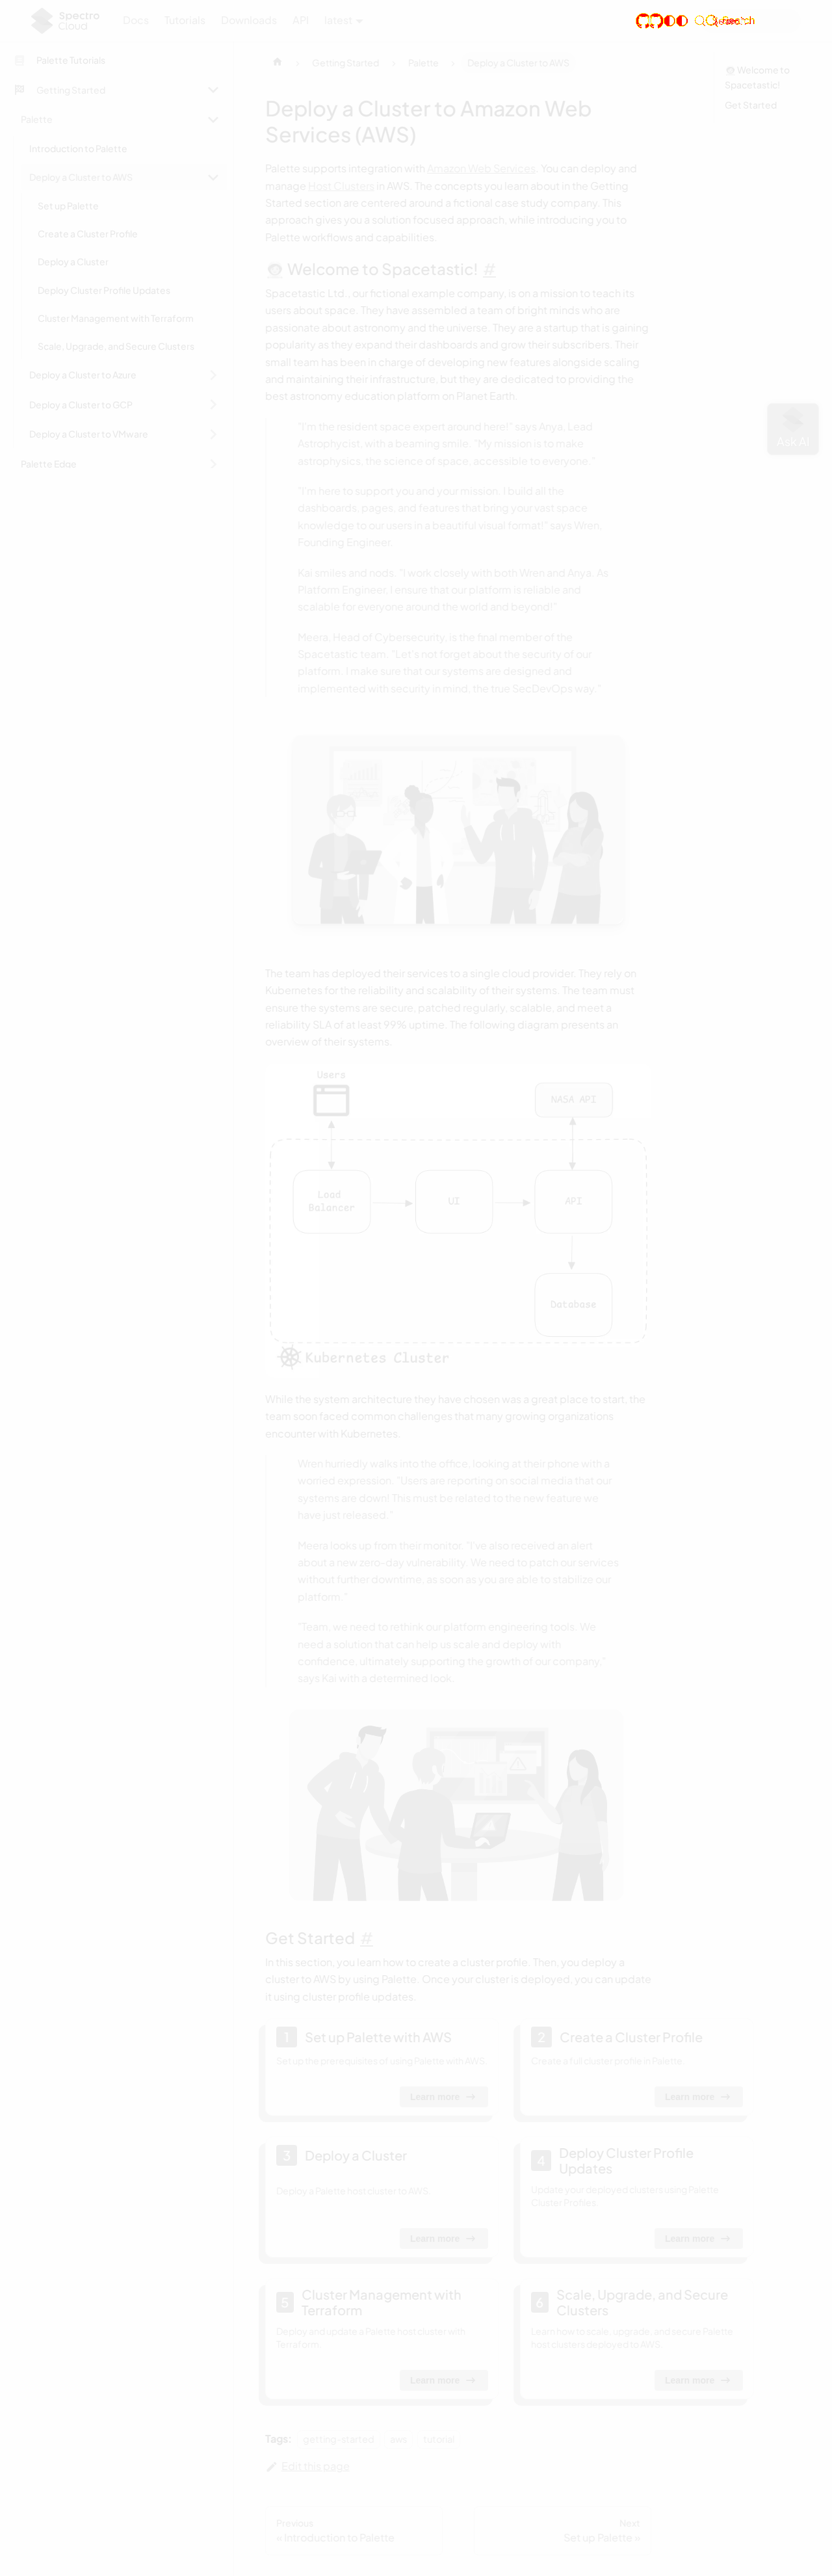 Spectro
Cloud
Docs
Tutorials
Downloads
API
latest
Palette Tutorials
Getting Started
Palette
Introduction to Palette
Deploy a Cluster to AWS
Set up Palette
Create a Cluster Profile
Deploy a Cluster
Deploy Cluster Profile Updates
Cluster Management with Terraform
Scale, Upgrade, and Secure Clusters
Deploy a Cluster to Azure
Deploy a Cluster to GCP
Deploy a Cluster to VMware
Palette Edge
Getting Started
Palette
Deploy a Cluster to AWS
Deploy a Cluster to Amazon Web
Services (AWS)
Palette supports integration with Amazon Web Services. You can deploy and
manage Host Clusters in AWS. The concepts you learn about in the Getting
Started section are centered around a fictional case study company. This
approach gives you a solution focused approach, while introducing you to
Palette workflows and capabilities.
Welcome to Spacetastic! #
Spacetastic Ltd., our fictional example company, is on a mission to teach its
users about space. They have assembled a team of bright minds who are
passionate about astronomy and the universe. They are a startup that is gaining
popularity as they expand their dashboards and grow their subscribers. Their
small team has been in charge of developing new features alongside scaling
and maintaining their infrastructure, but they are dedicated to providing the
best astronomy education platform on Planet Earth.
"I'm the resident space expert around here!" says Anya, Lead
Astrophycist, with a beaming smile. "My mission is to make
astrophysics, the science of space, accessible to everyone."
"I'm here to support you and your mission. I build all the
dashboards, pages, and features that bring your vast space
knowledge to our users in a beautiful visual format!" says Wren,
Founding Engineer.
Kai smiles and nods. "I work closely with both Wren and Anya. As
Platform Engineer, I ensure that our platform is reliable and
scalable for everyone around the world and beyond!"
Meera, Head of Cybersecurity, is the final member of the
Spacetastic team. "Let's not forget about the security of our
platform. I make sure that our systems are designed and
implemented with security in mind, the true SecDevOps way."
The team has deployed their services to a single cloud provider. They rely on
Kubernetes for the reliability and scalability of their systems. The team must
ensure the systems are secure, patched regularly, scalable, and meet a
reliability SLA of at least 99% uptime. The following diagram presents an
overview of their systems.
Users
NASA API
Load
Balancer
UI
API
Database
Kubernetes Cluster
While the system architecture they have chosen was a great place to start, the
team soon faced common challenges that many growing organizations
encounter with Kubernetes.
Wren hurriedly walks into the office, looking at their phone with a
worried expression. "Users are reporting on social media that our
systems are down! This must be related to the new feature we
have just released."
Meera looks up from their monitor. "I've also received an alert
about a new zero-day vulnerability. We need to patch our services
without further downtime, as soon as you are able to stabilize our
platform."
"Team, we need to rethink our platform engineering tools. We
need a solution that can help us scale and deploy with
confidence, ultimately supporting the growth of our company,"
says Kai with a determined look.
Get Started #
In this section, you learn how to create a cluster profile. Then, you deploy a
cluster to AWS by using Palette. Once your cluster is deployed, you can update
it using cluster profile updates.
1 Set up Palette with AWS
Set up the prerequisites of using Palette with AWS.
Learn more
2 Create a Cluster Profile
Create a full cluster profile in Palette.
Learn more
3 Deploy a Cluster
Deploy a Palette host cluster to AWS.
Learn more
4 Deploy Cluster Profile
Updates
Update your deployed clusters using Palette
Cluster Profiles.
Learn more
5 Cluster Management with
Terraform
Deploy and update a Palette host cluster with
Terraform.
Learn more
6 Scale, Upgrade, and Secure
Clusters
Learn how to scale, upgrade, and secure Palette
host clusters deployed to AWS.
Learn more
Tags:
getting-started
aws
tutorial
Edit this page
Previous
« Introduction to Palette
Next
Set up Palette »
Welcome to
Spacetastic!
Get Started
Ask AI